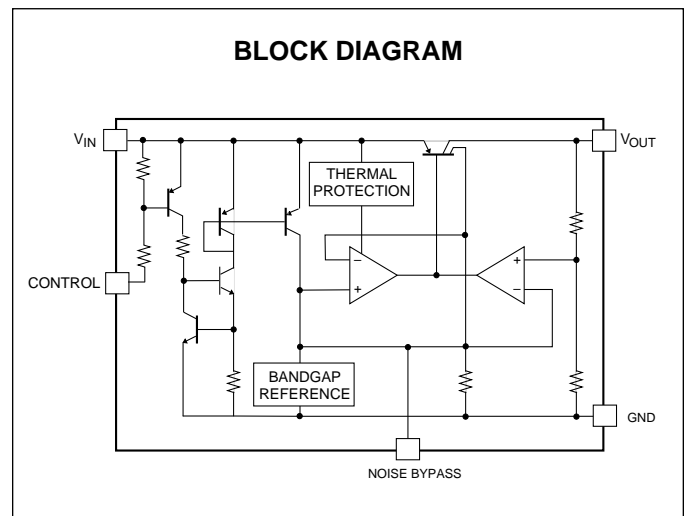 BLOCK DIAGRAM
VIN
VOUT
THERMAL
PROTECTION
−
+
+
−
CONTROL
BANDGAP
REFERENCE
GND
NOISE BYPASS